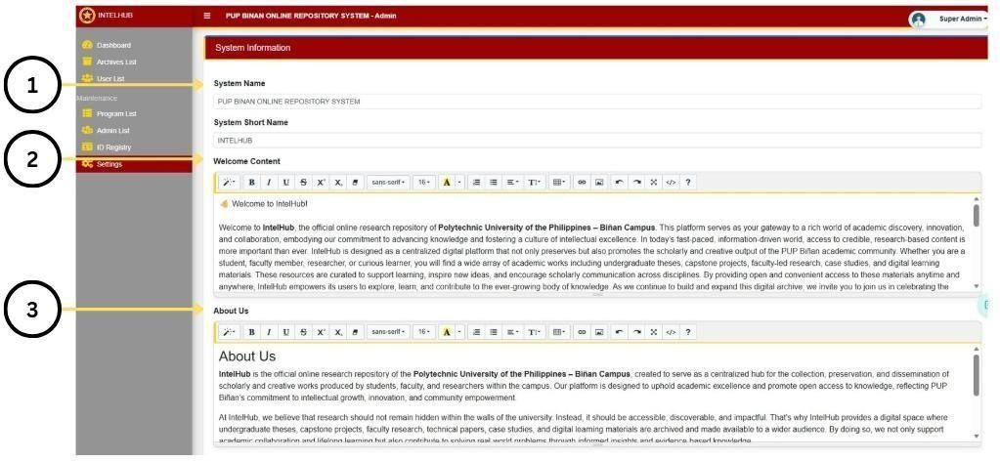 INTELHUB
PUP BINAN ONLINE REPOSITORY SYSTEM - Admin
Super Admin
Dashboard
Archives List
User List
Maintenance
Program List
Admin List
ID Registry
Settings
1
2
3
System Information
System Name
PUP BINAN ONLINE REPOSITORY SYSTEM
System Short Name
INTELHUB
Welcome Content
B I U S X² X₂ sans-serif 16 A T </> ?
Welcome to IntelHub!
Welcome to IntelHub, the official online research repository of Polytechnic University of the Philippines – Biñan Campus. This platform serves as your gateway to a rich world of academic discovery, innovation,
and collaboration, embodying our commitment to advancing knowledge and fostering a culture of intellectual excellence. In today's fast-paced, information-driven world, access to credible, research-based content is
more important than ever. IntelHub is designed as a centralized digital platform that not only preserves but also promotes the scholarly and creative output of the PUP Biñan academic community. Whether you are a
student, faculty member, researcher, or curious learner, you will find a wide array of academic works including undergraduate theses, capstone projects, faculty-led research, case studies, and digital learning
materials. These resources are curated to support learning, inspire new ideas, and encourage scholarly communication across disciplines. By providing open and convenient access to these materials anytime and
anywhere, IntelHub empowers its users to explore, learn, and contribute to the ever-growing body of knowledge. As we continue to build and expand this digital archive, we invite you to join us in celebrating the
About Us
B I U S X² X₂ sans-serif 16 A T </> ?
About Us
IntelHub is the official online research repository of the Polytechnic University of the Philippines – Biñan Campus, created to serve as a centralized hub for the collection, preservation, and dissemination of
scholarly and creative works produced by students, faculty, and researchers within the campus. Our platform is designed to uphold academic excellence and promote open access to knowledge, reflecting PUP
Biñan's commitment to intellectual growth, innovation, and community empowerment.
At IntelHub, we believe that research should not remain hidden within the walls of the university. Instead, it should be accessible, discoverable, and impactful. That's why IntelHub provides a digital space where
undergraduate theses, capstone projects, faculty research, technical papers, case studies, and digital learning materials are archived and made available to a wider audience. By doing so, we not only support
academic collaboration and lifelong learning but also contribute to solving real-world problems through informed insights and evidence-based knowledge.